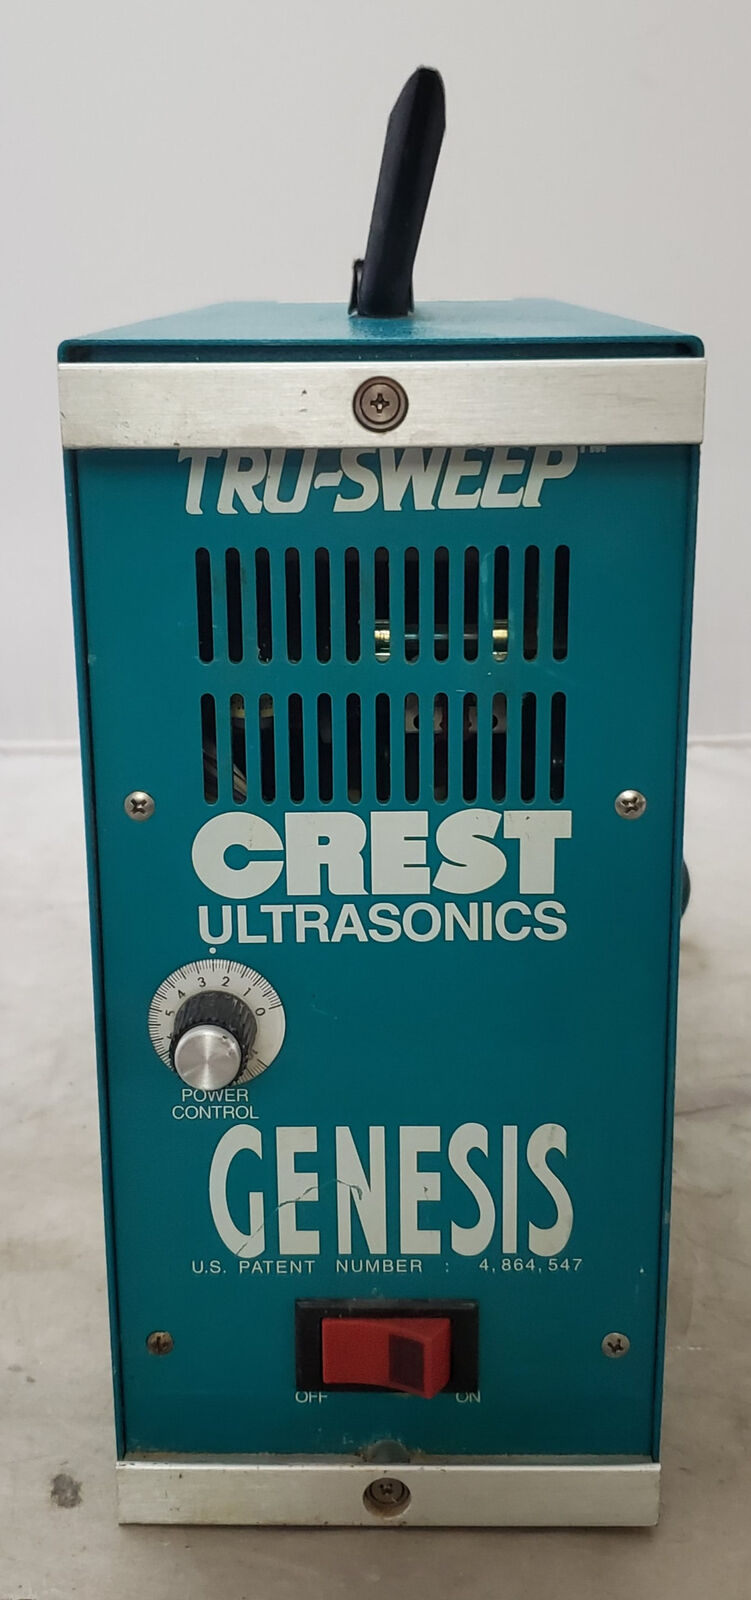 TRU-SWEEP™
CREST
ULTRASONICS
5 4 3 2 1 0
POWER
CONTROL
GENESIS
U.S. PATENT NUMBER : 4,864,547
OFF ON